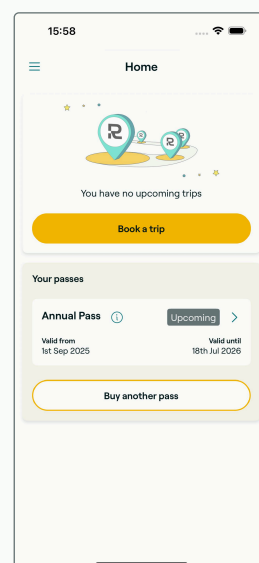 15:58
Home
You have no upcoming trips
Book a trip
Your passes
Annual Pass
Upcoming
Valid from
Valid until
1st Sep 2025
18th Jul 2026
Buy another pass